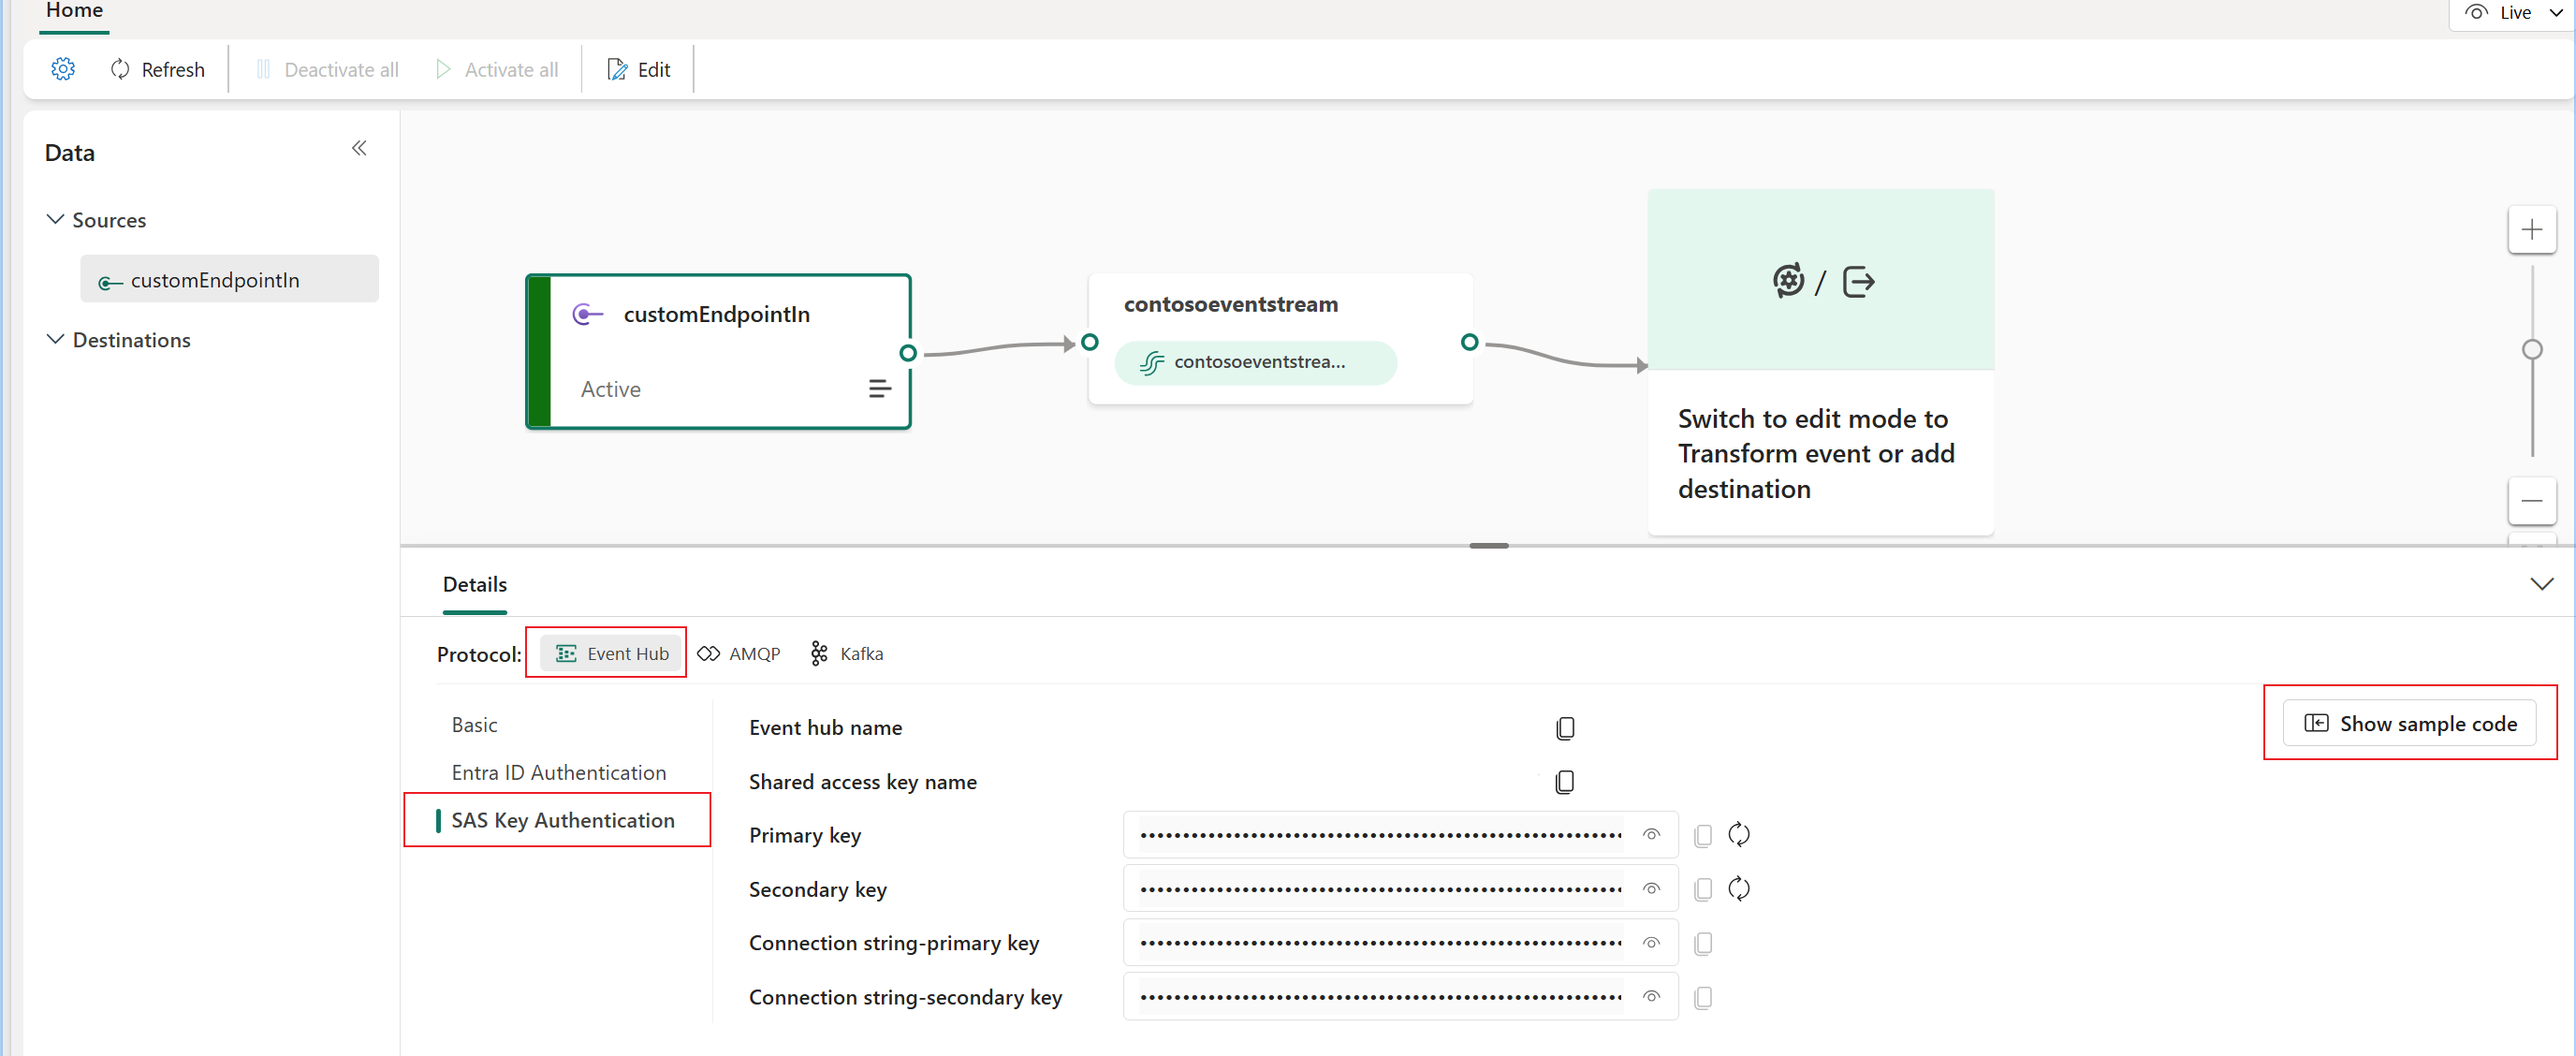 Home
Live
Refresh
Deactivate all
Activate all
Edit
Data
Sources
customEndpointIn
Destinations
customEndpointIn
Active
contosoeventstream
contosoeventstrea...
/
Switch to edit mode to
Transform event or add
destination
Details
Protocol:
Event Hub
AMQP
Kafka
Basic
Entra ID Authentication
SAS Key Authentication
Event hub name
Shared access key name
Primary key
Secondary key
Connection string-primary key
Connection string-secondary key
Show sample code